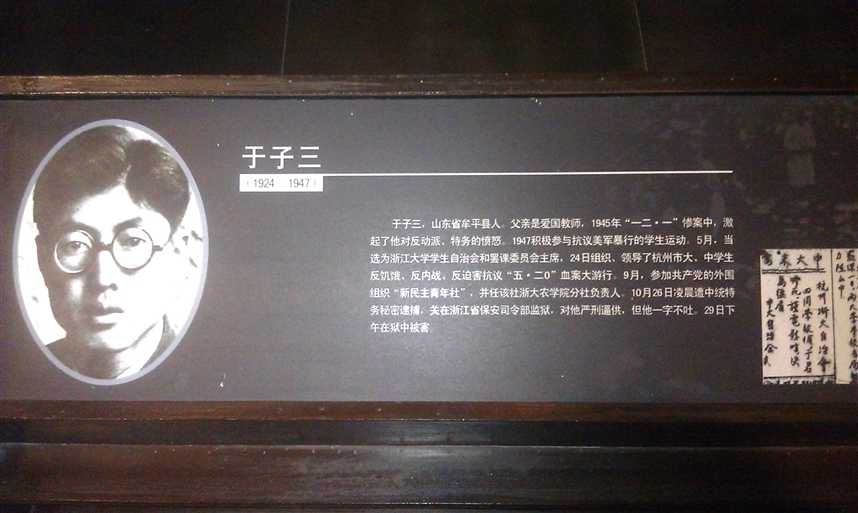 于子三
（1924—1947）
于子三，山东省牟平县人。父亲是爱国教师，1945年“一二·一”惨案中，激
起了他对反动派、特务的愤怒。1947积极参与抗议美军暴行的学生运动。5月，当
选为浙江大学学生自治会和罢课委员会主席，24日组织、领导了杭州市大、中学生
反饥饿、反内战、反迫害抗议“五·二0”血案大游行。9月，参加共产党的外围
组织“新民主青年社”，并任该社浙大农学院分社负责人。10月26日凌晨遭中统特
务秘密逮捕，关在浙江省保安司令部监狱，对他严刑逼供，但他一字不吐。29日下
午在狱中被害。
杭州浙大自治会